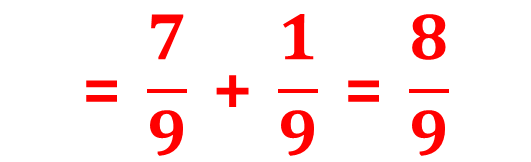 = 7/9 + 1/9 = 8/9